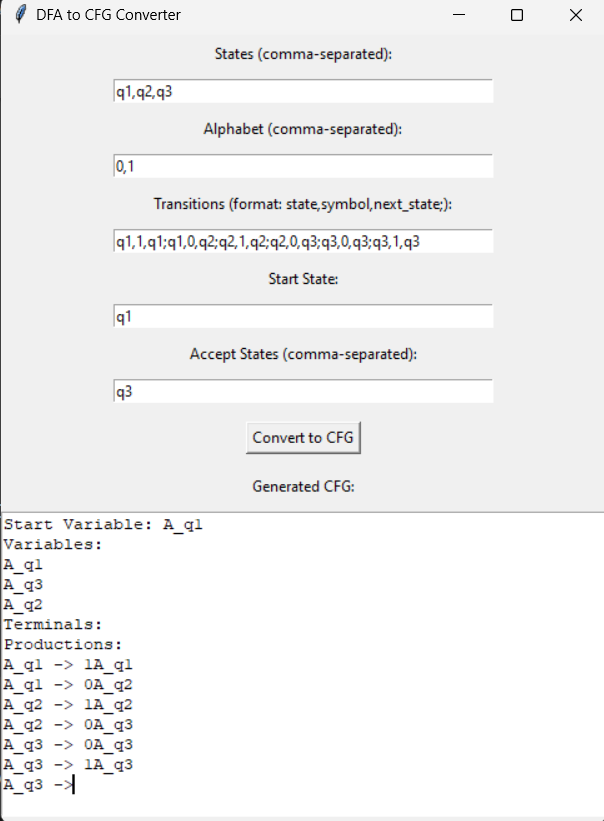 DFA to CFG Converter
States (comma-separated):
q1,q2,q3
Alphabet (comma-separated):
0,1
Transitions (format: state,symbol,next_state;):
q1,1,q1;q1,0,q2;q2,1,q2;q2,0,q3;q3,0,q3;q3,1,q3
Start State:
q1
Accept States (comma-separated):
q3
Convert to CFG
Generated CFG:
Start Variable: A_q1
Variables:
A_q1
A_q3
A_q2
Terminals:
Productions:
A_q1 -> 1A_q1
A_q1 -> 0A_q2
A_q2 -> 1A_q2
A_q2 -> 0A_q3
A_q3 -> 0A_q3
A_q3 -> 1A_q3
A_q3 ->